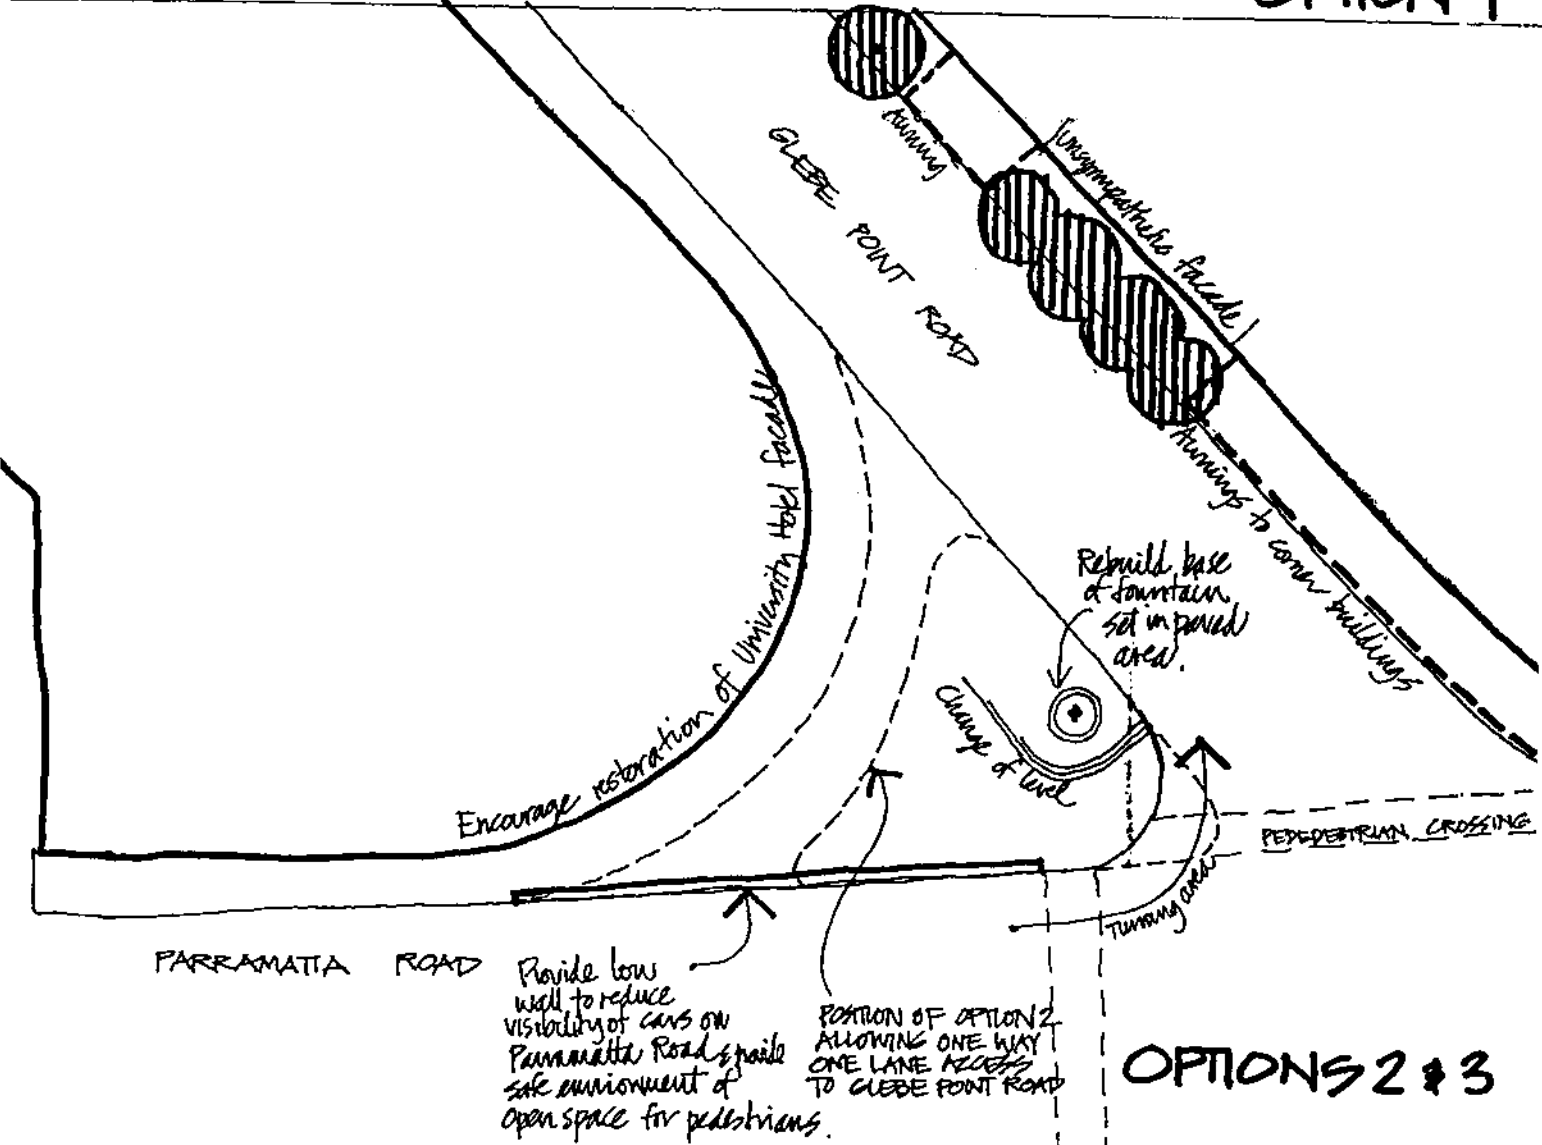 OPTION 1
Awning
Unsympathetic facade
GLEBE POINT ROAD
Awnings to corner buildings
Encourage restoration of University Hotel facade
Rebuild base
of fountain
set in paved
area.
Change of level
PEDEDESTRIAN CROSSING
Turning area
PARRAMATTA ROAD
Provide low
wall to reduce
visibility of cars on
Parramatta Road &
safe environment of
open space for pedestrians.
POSITION OF OPTION 2
ALLOWING ONE WAY
ONE LANE ACCESS
TO GLEBE POINT ROAD
OPTIONS 2 & 3